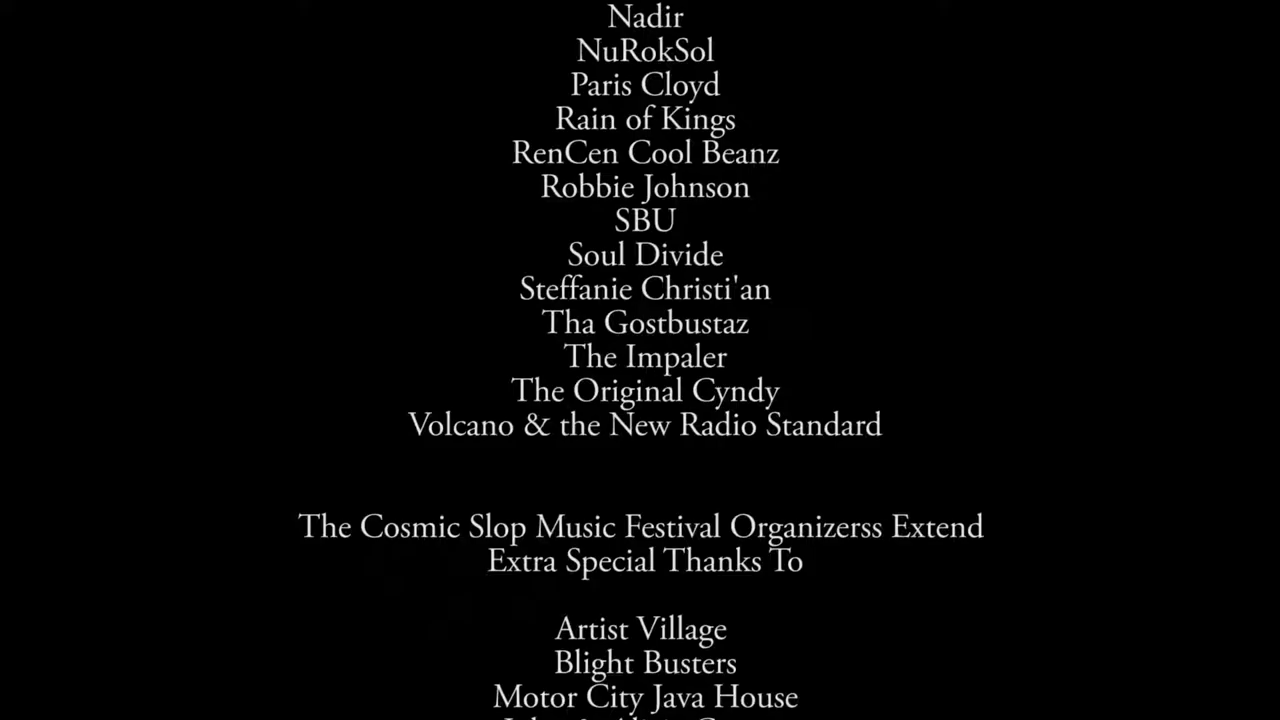 Nadir
NuRokSol
Paris Cloyd
Rain of Kings
RenCen Cool Beanz
Robbie Johnson
SBU
Soul Divide
Steffanie Christi'an
Tha Gostbustaz
The Impaler
The Original Cyndy
Volcano & the New Radio Standard
The Cosmic Slop Music Festival Organizerss Extend
Extra Special Thanks To
Artist Village
Blight Busters
Motor City Java House